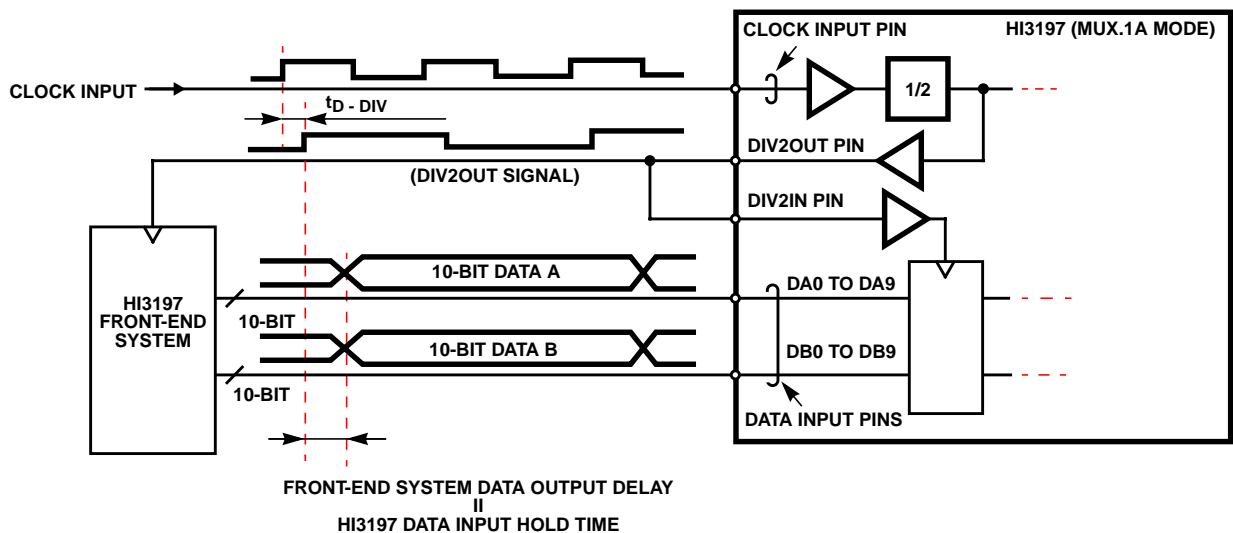 CLOCK INPUT PIN
HI3197 (MUX.1A MODE)
CLOCK INPUT
1/2
tD - DIV
DIV2OUT PIN
(DIV2OUT SIGNAL)
DIV2IN PIN
10-BIT DATA A
DA0 TO DA9
HI3197
FRONT-END
SYSTEM
10-BIT
10-BIT DATA B
DB0 TO DB9
10-BIT
DATA INPUT PINS
FRONT-END SYSTEM DATA OUTPUT DELAY
=
HI3197 DATA INPUT HOLD TIME